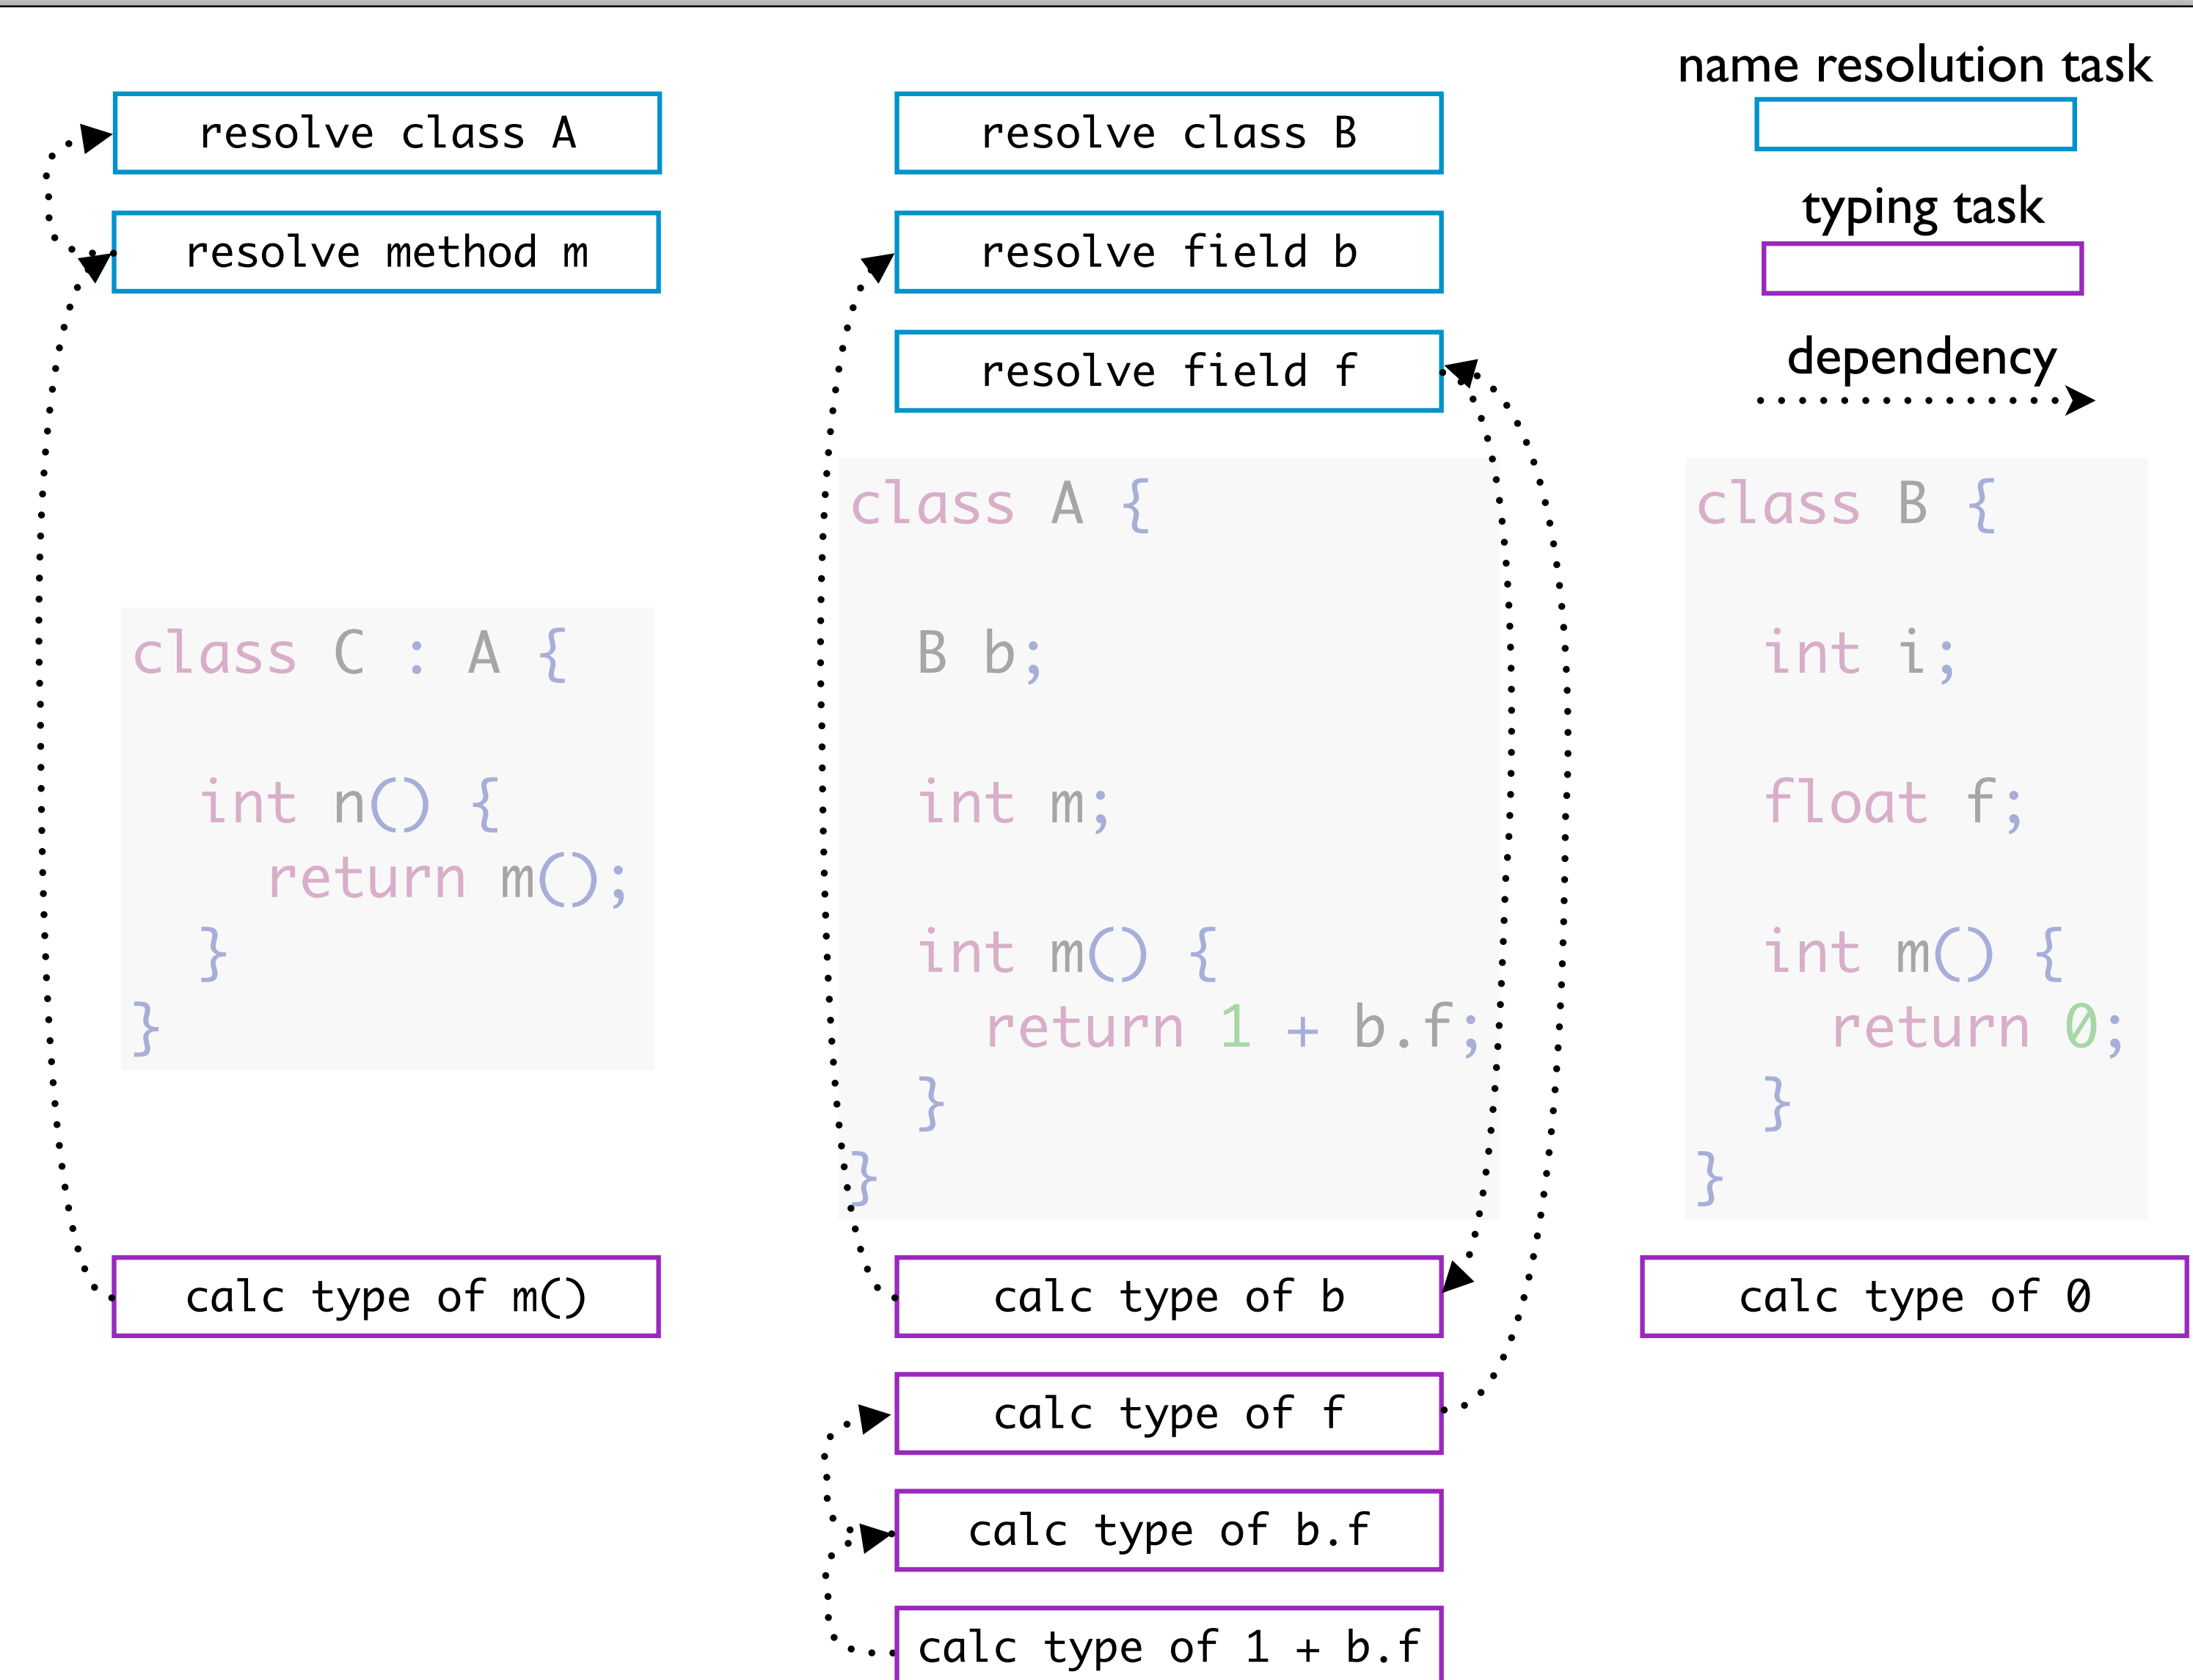 resolve class A
resolve method m
resolve class B
resolve field b
resolve field f
name resolution task
typing task
dependency
class C : A {
int n() {
return m();
}
}
class A {
B b;
int m;
int m() {
return 1 + b.f;
}
}
class B {
int i;
float f;
int m() {
return 0;
}
}
calc type of m()
calc type of b
calc type of f
calc type of b.f
calc type of 1 + b.f
calc type of 0